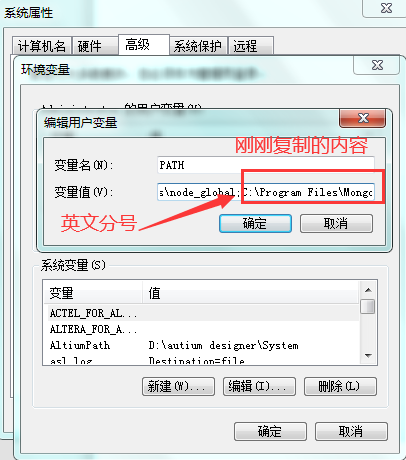 系统属性
计算机名 硬件 高级 系统保护 远程
环境变量
的用户变量(U)
编辑用户变量
刚刚复制的内容
变量名(N): PATH
变量值(V): s\node_global;C:\Program Files\Mongo
英文分号
确定 取消
系统变量(S)
变量 值
ACTEL_FOR_AL...
ALTERA_FOR_A...
AltiumPath D:\autium designer\System
asl.log Destination=file
新建(W)... 编辑(I)... 删除(L)
确定 取消